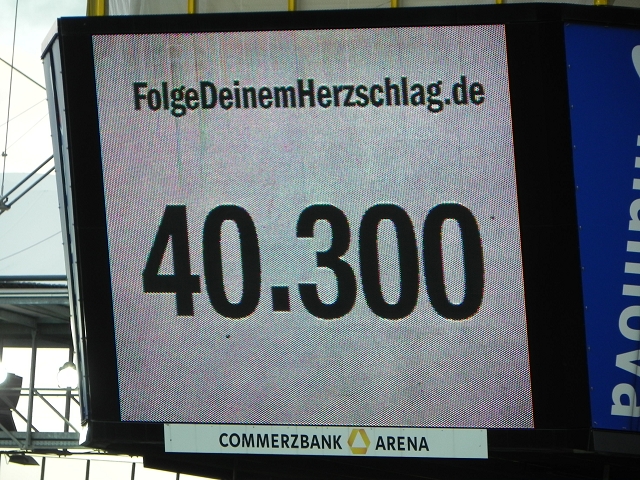 FolgeDeinemHerzschlag.de
40.300
COMMERZBANK ARENA